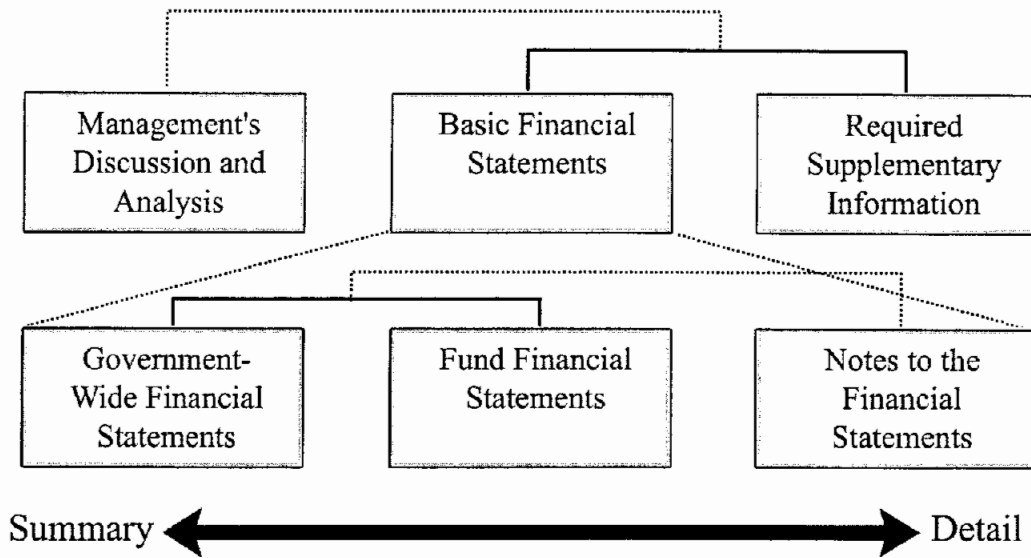 Management's
Discussion and
Analysis
Basic Financial
Statements
Required
Supplementary
Information
Government-
Wide Financial
Statements
Fund Financial
Statements
Notes to the
Financial
Statements
Summary
Detail